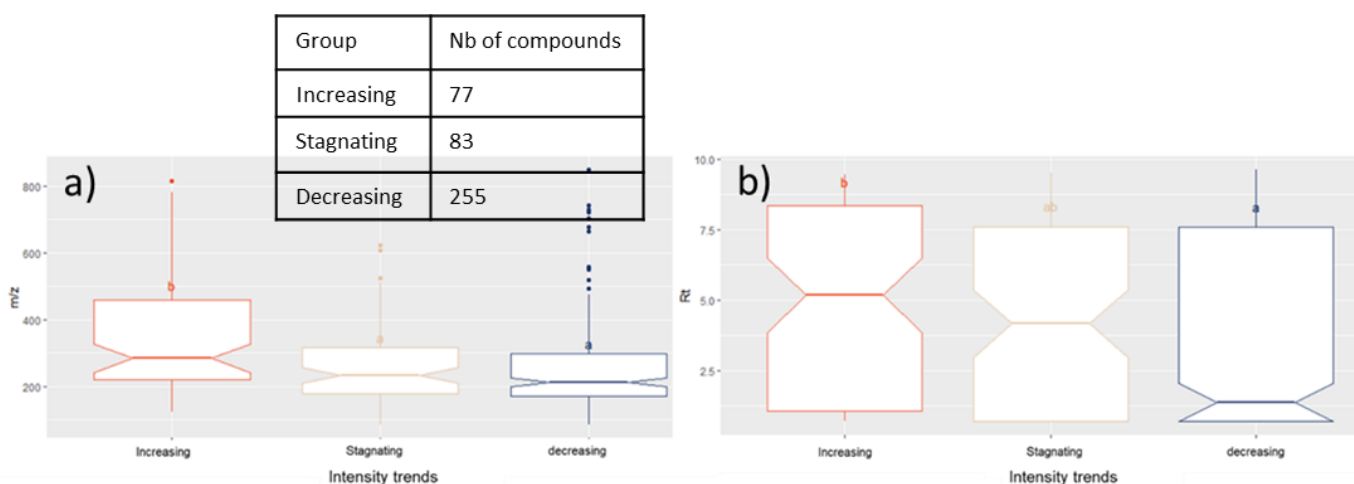 Group Nb of compounds
Increasing 77
Stagnating 83
Decreasing 255
a)
800
600
400
200
m/z
b
a
a
Increasing Stagnating decreasing
Intensity trends
b)
10.0
7.5
5.0
2.5
Rt
b
ab
a
Increasing Stagnating decreasing
Intensity trends